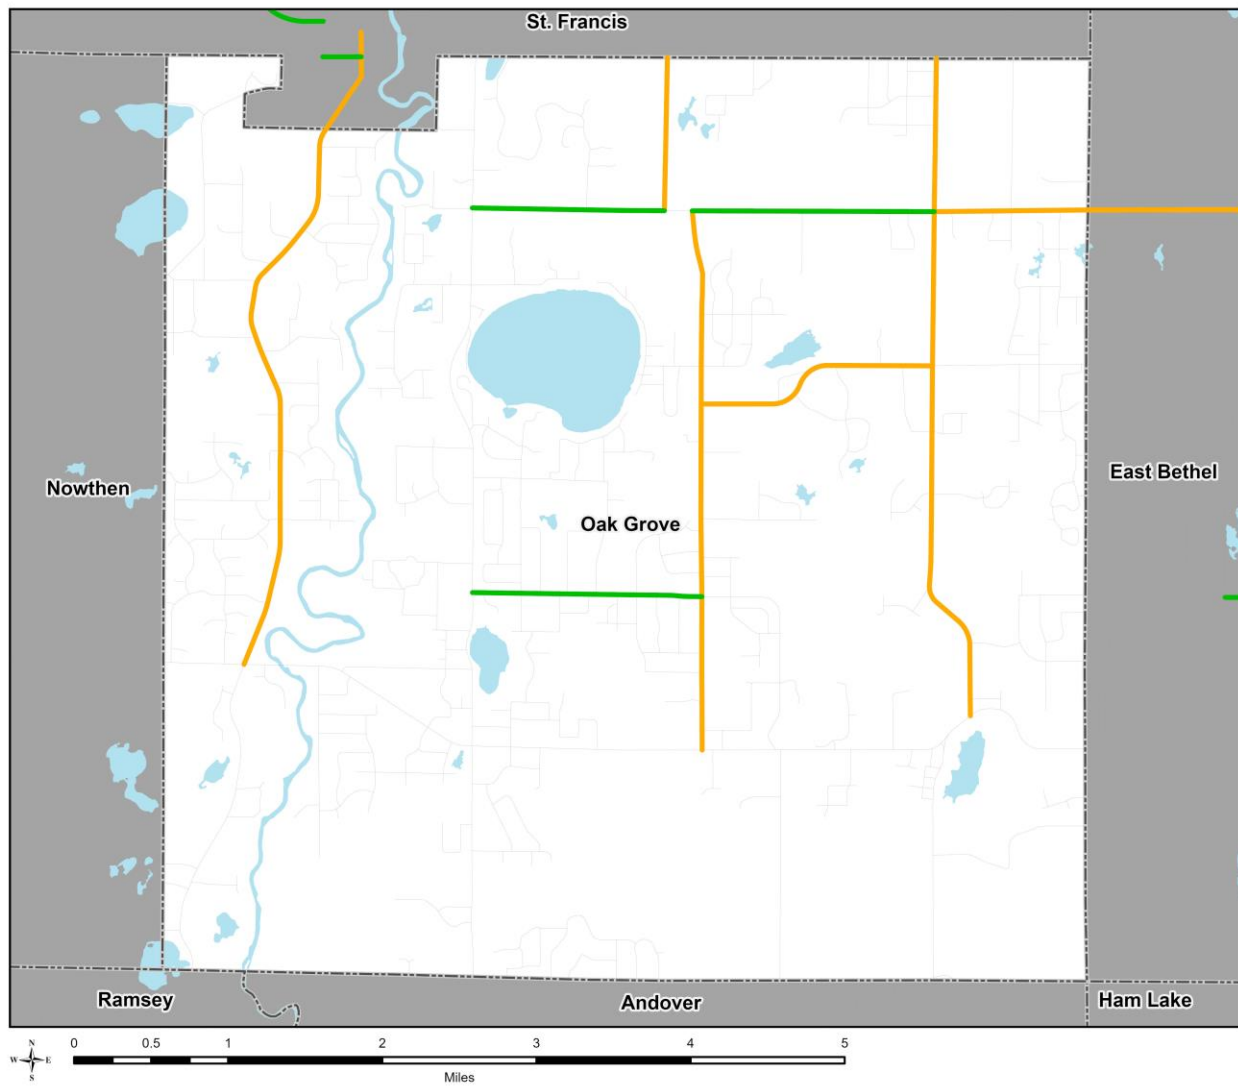 St. Francis
Nowthen
East Bethel
Oak Grove
Ramsey
Andover
Ham Lake
N
W E
S
0 0.5 1 2 3 4 5
Miles